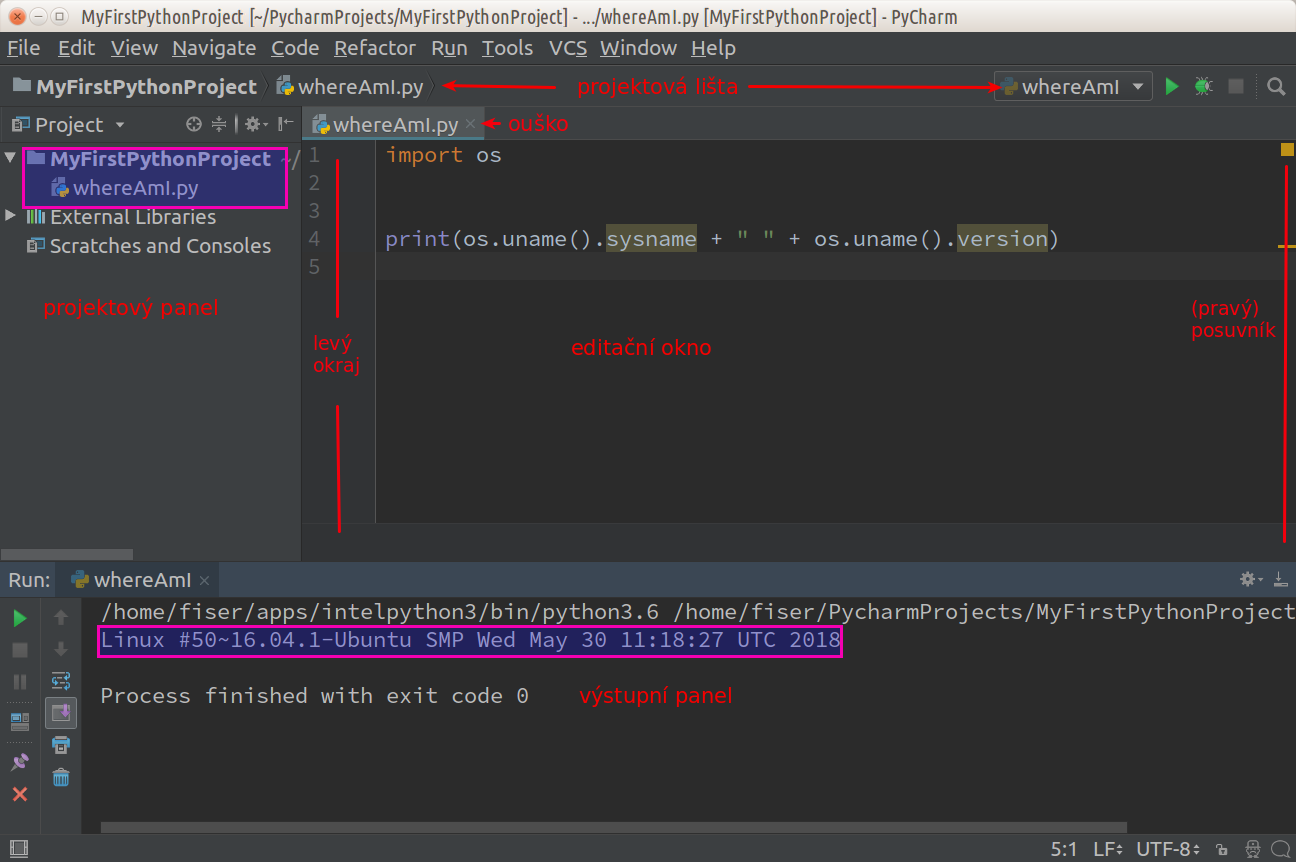 MyFirstPythonProject [~/PycharmProjects/MyFirstPythonProject] - .../whereAmI.py [MyFirstPythonProject] - PyCharm
File Edit View Navigate Code Refactor Run Tools VCS Window Help
MyFirstPythonProject whereAmI.py projektová lišta whereAmI
Project whereAmI.py × ouško
MyFirstPythonProject ~/
whereAmI.py
External Libraries
Scratches and Consoles
projektový panel
1 import os
2
3
4 print(os.uname().sysname + " " + os.uname().version)
5
levý
okraj
editační okno
(pravý)
posuvník
Run: whereAmI ×
/home/fiser/apps/intelpython3/bin/python3.6 /home/fiser/PycharmProjects/MyFirstPythonProject
Linux #50~16.04.1-Ubuntu SMP Wed May 30 11:18:27 UTC 2018
Process finished with exit code 0 výstupní panel
5:1 LF UTF-8